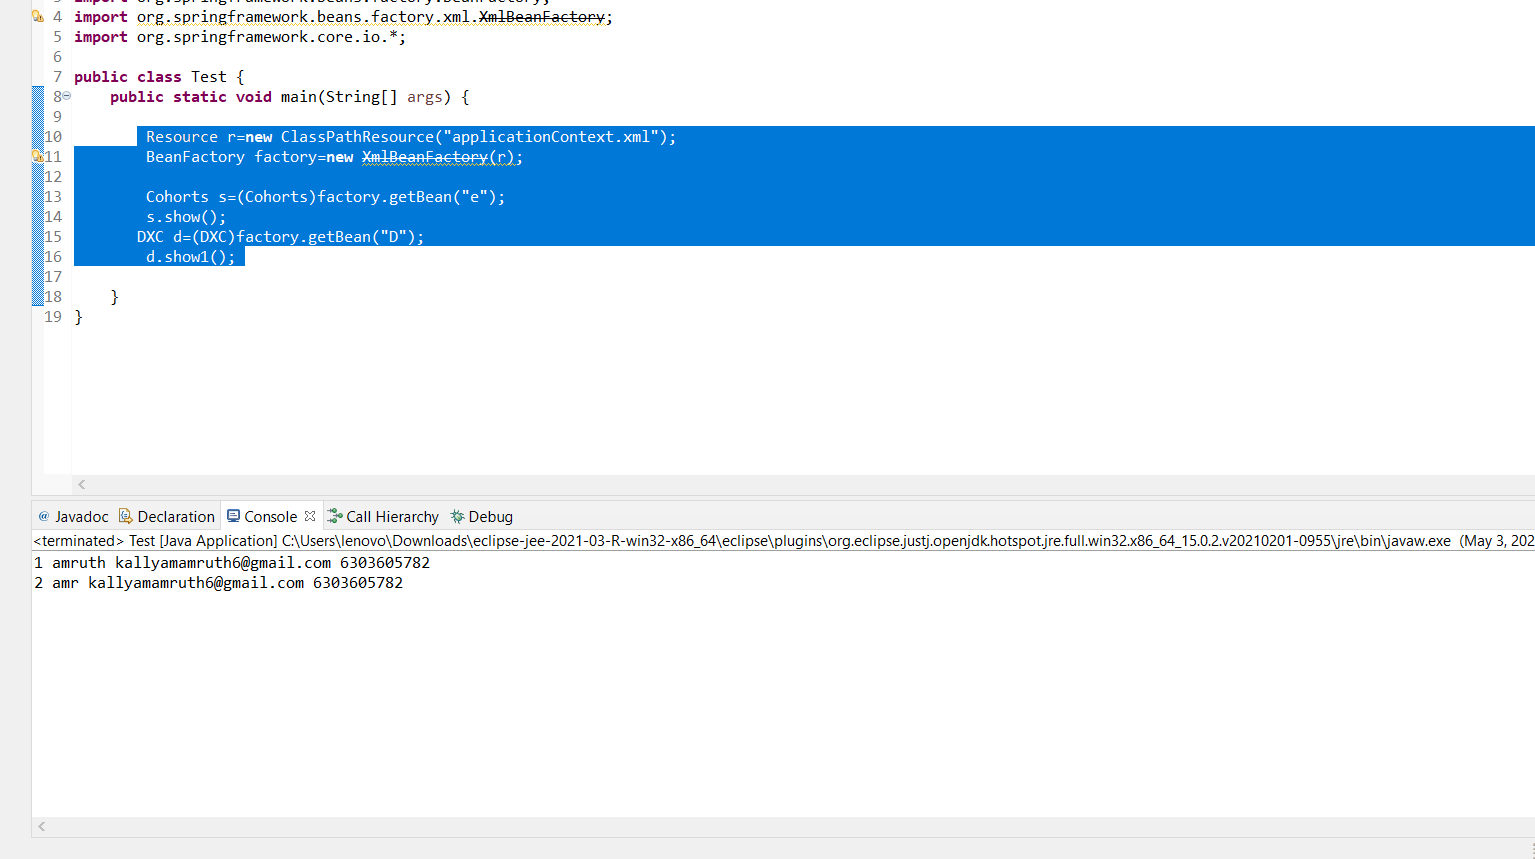 3 import org.springframework.beans.factory.BeanFactory;
4 import org.springframework.beans.factory.xml.XmlBeanFactory;
5 import org.springframework.core.io.*;
6
7 public class Test {
8 public static void main(String[] args) {
9
10 Resource r=new ClassPathResource("applicationContext.xml");
11 BeanFactory factory=new XmlBeanFactory(r);
12
13 Cohorts s=(Cohorts)factory.getBean("e");
14 s.show();
15 DXC d=(DXC)factory.getBean("D");
16 d.show1();
17
18 }
19 }
@ Javadoc Declaration Console Call Hierarchy Debug
<terminated> Test [Java Application] C:\Users\lenovo\Downloads\eclipse-jee-2021-03-R-win32-x86_64\eclipse\plugins\org.eclipse.justj.openjdk.hotspot.jre.full.win32.x86_64_15.0.2.v20210201-0955\jre\bin\javaw.exe (May 3, 202
1 amruth kallyamamruth6@gmail.com 6303605782
2 amr kallyamamruth6@gmail.com 6303605782